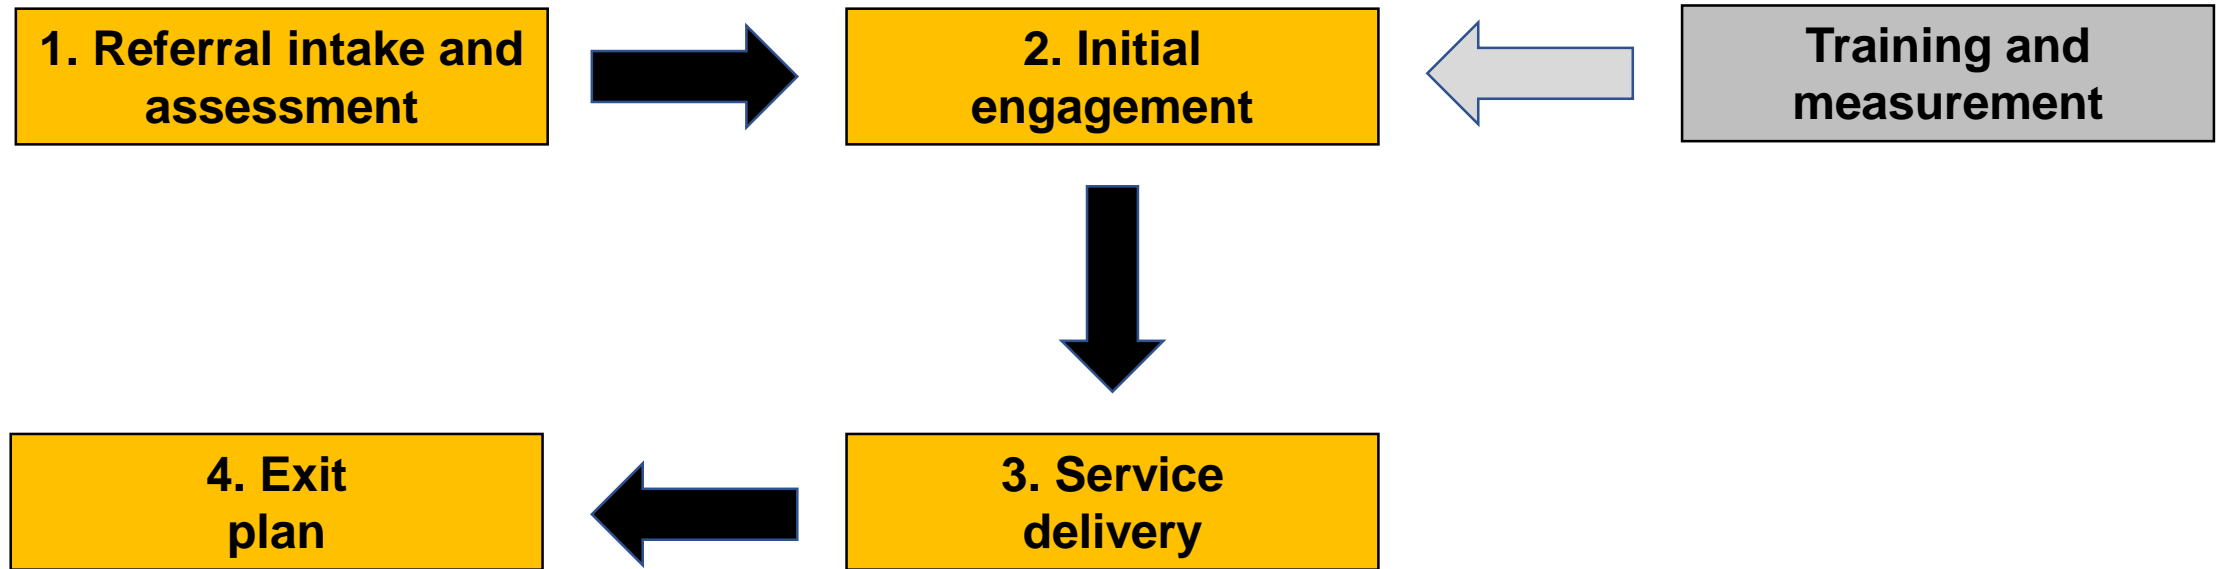 1. Referral intake and
assessment
2. Initial
engagement
Training and
measurement
3. Service
delivery
4. Exit
plan